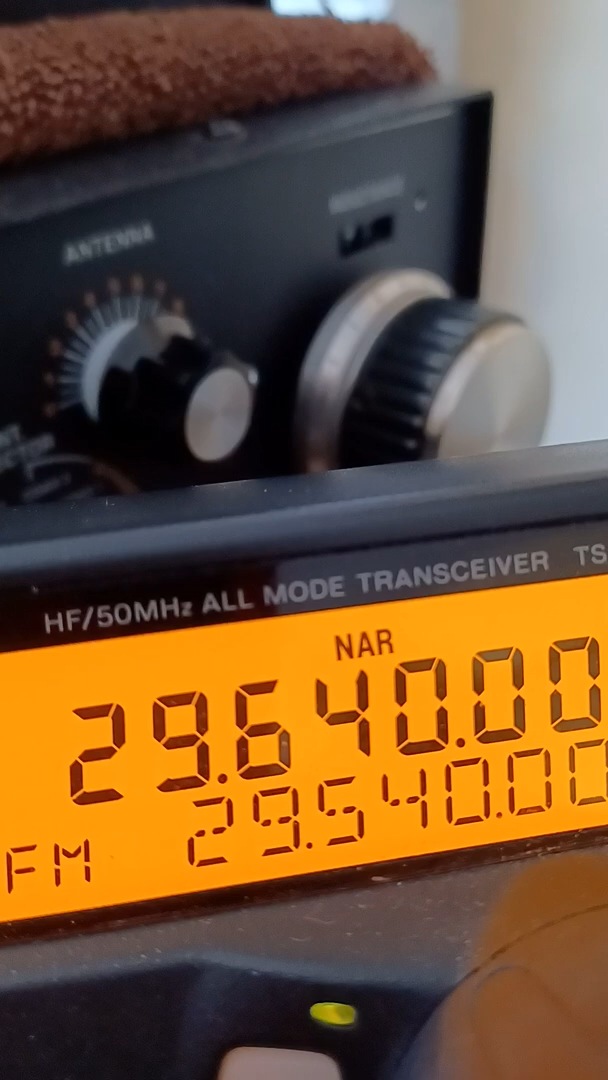 ANTENNA
HF/50MHz ALL MODE TRANSCEIVER TS
NAR
29.640.00
29.540.00
FM